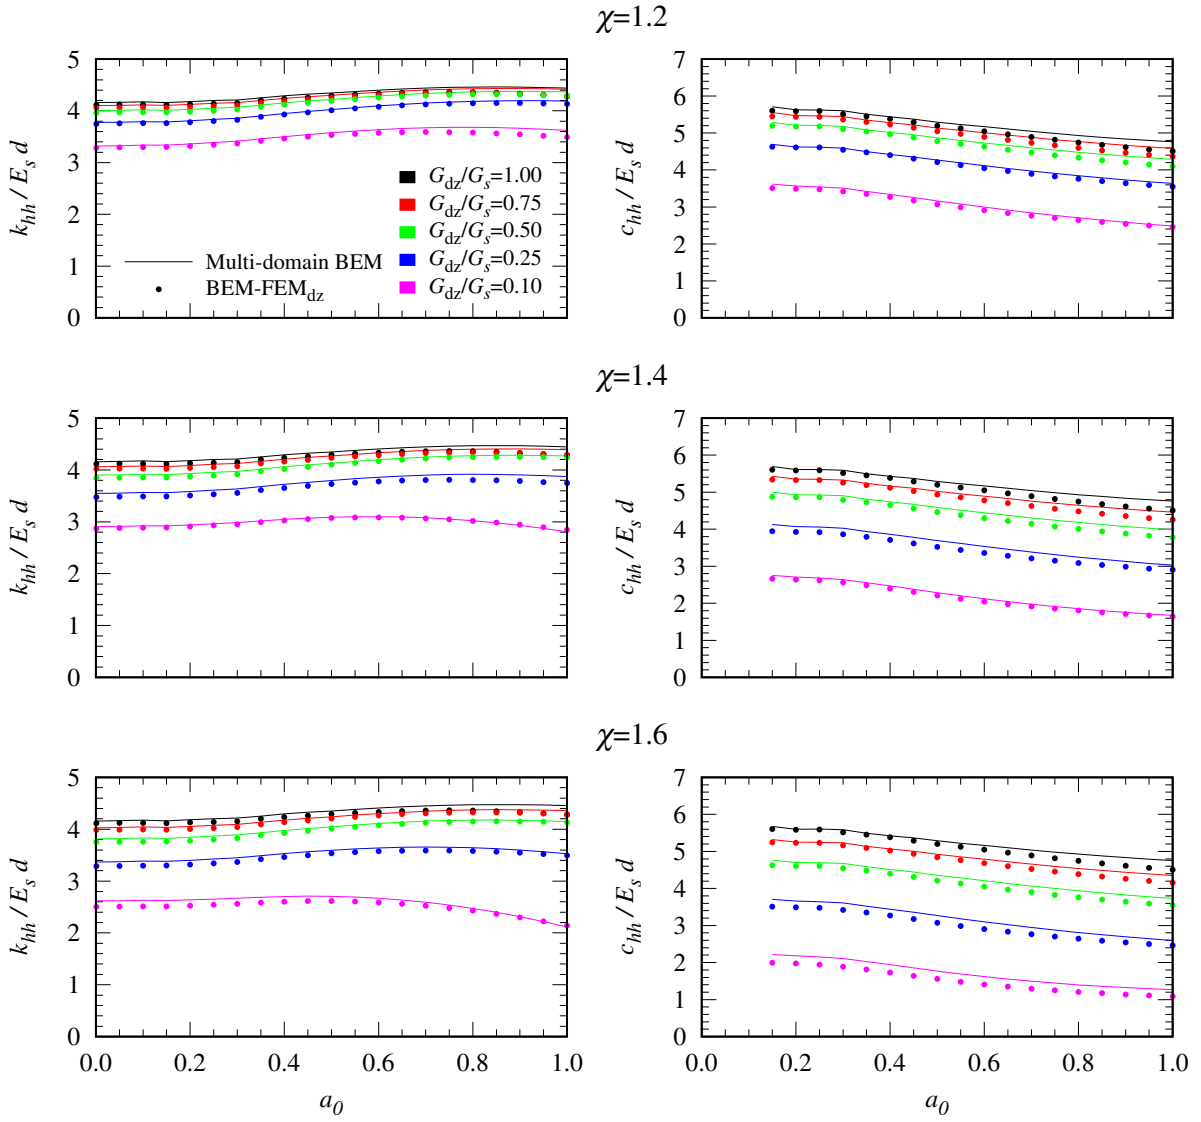 χ=1.2
5
4
3
2
1
0
k_hh / E_s d
G_dz/G_s=1.00
G_dz/G_s=0.75
G_dz/G_s=0.50
G_dz/G_s=0.25
G_dz/G_s=0.10
Multi-domain BEM
BEM-FEM_dz
7
6
5
4
3
2
1
0
c_hh / E_s d
χ=1.4
5
4
3
2
1
0
k_hh / E_s d
7
6
5
4
3
2
1
0
c_hh / E_s d
χ=1.6
5
4
3
2
1
0
k_hh / E_s d
0.0 0.2 0.4 0.6 0.8 1.0
a_0
7
6
5
4
3
2
1
0
c_hh / E_s d
0.0 0.2 0.4 0.6 0.8 1.0
a_0